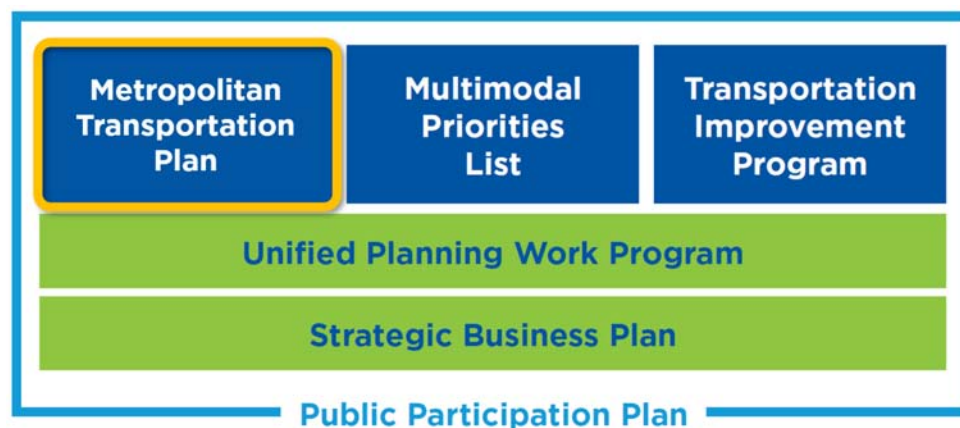 Metropolitan
Transportation
Plan
Multimodal
Priorities
List
Transportation
Improvement
Program
Unified Planning Work Program
Strategic Business Plan
Public Participation Plan